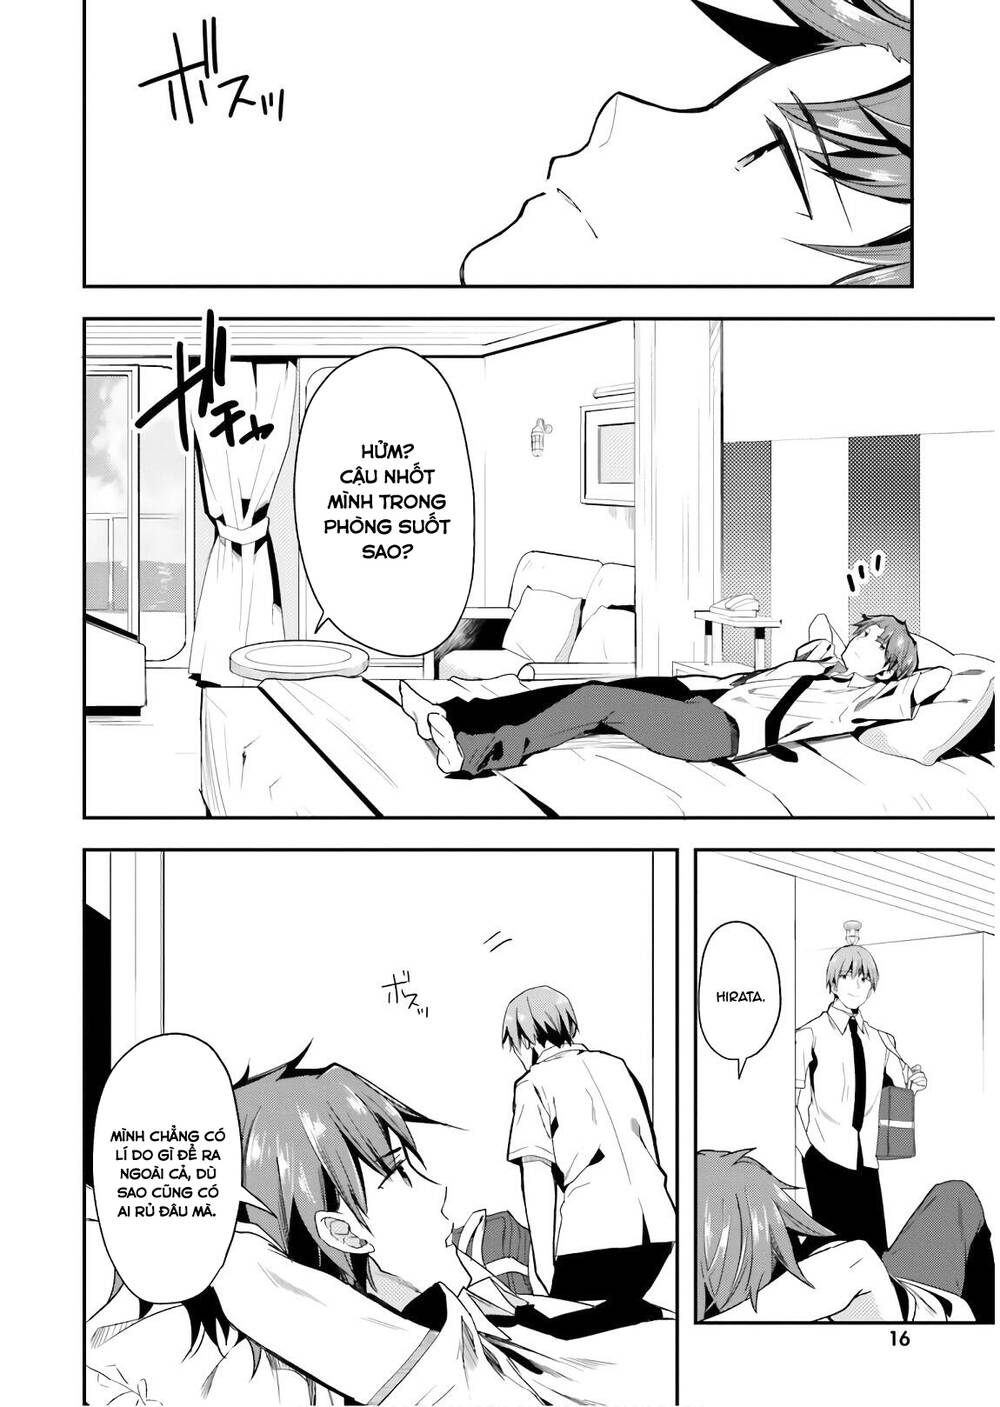 ボスッ
ガチャ
HỬM?
CẬU NHỐT
MÌNH TRONG
PHÒNG SUỐT
SAO?
HIRATA.
ボスッ
MÌNH CHẲNG CÓ
LÍ DO GÌ ĐỂ RA
NGOÀI CẢ, DÙ
SAO CŨNG CÓ
AI RỦ ĐÂU MÀ.
16